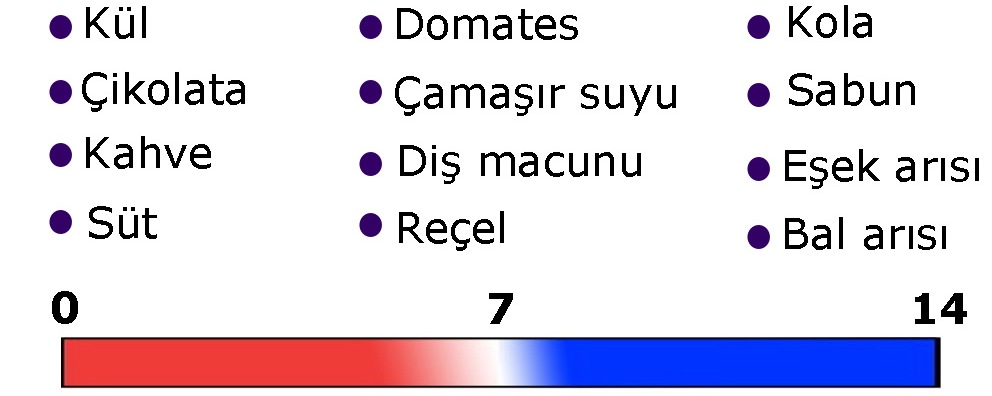 • Kül
• Çikolata
• Kahve
• Süt
• Domates
• Çamaşır suyu
• Diş macunu
• Reçel
• Kola
• Sabun
• Eşek arısı
• Bal arısı
0 7 14